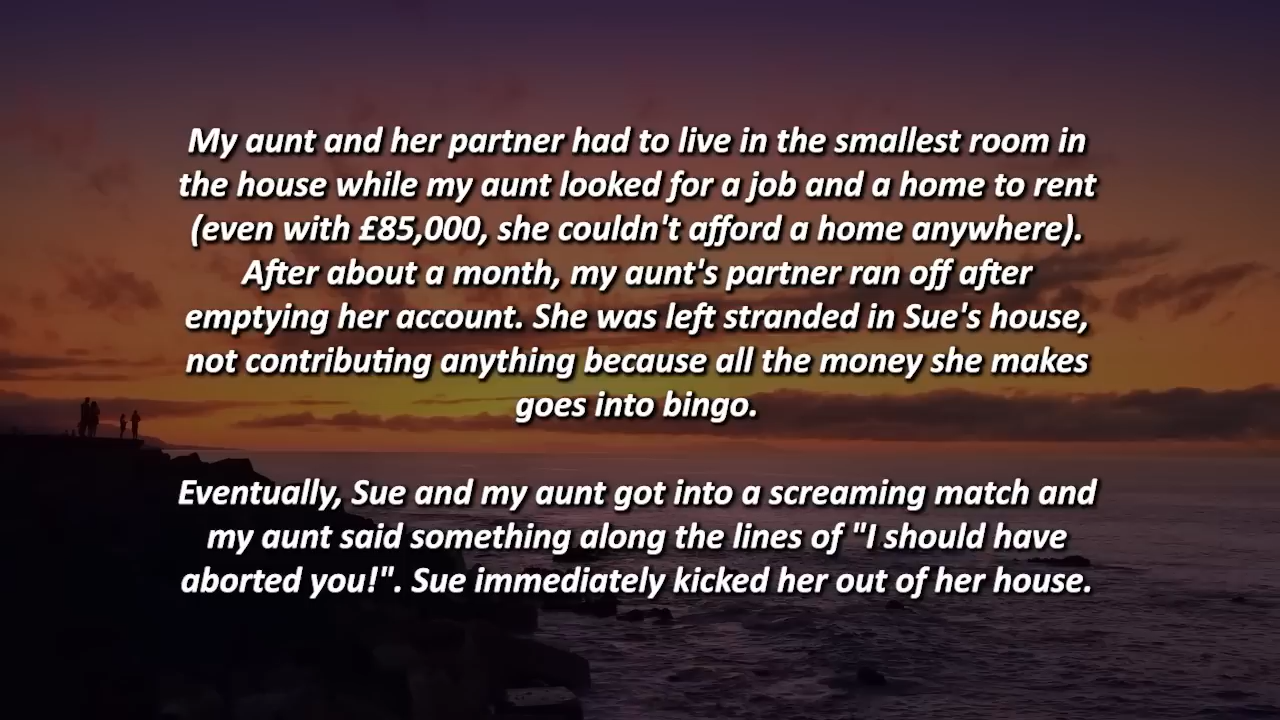 My aunt and her partner had to live in the smallest room in
the house while my aunt looked for a job and a home to rent
(even with £85,000, she couldn't afford a home anywhere).
After about a month, my aunt's partner ran off after
emptying her account. She was left stranded in Sue's house,
not contributing anything because all the money she makes
goes into bingo.
Eventually, Sue and my aunt got into a screaming match and
my aunt said something along the lines of "I should have
aborted you!". Sue immediately kicked her out of her house.